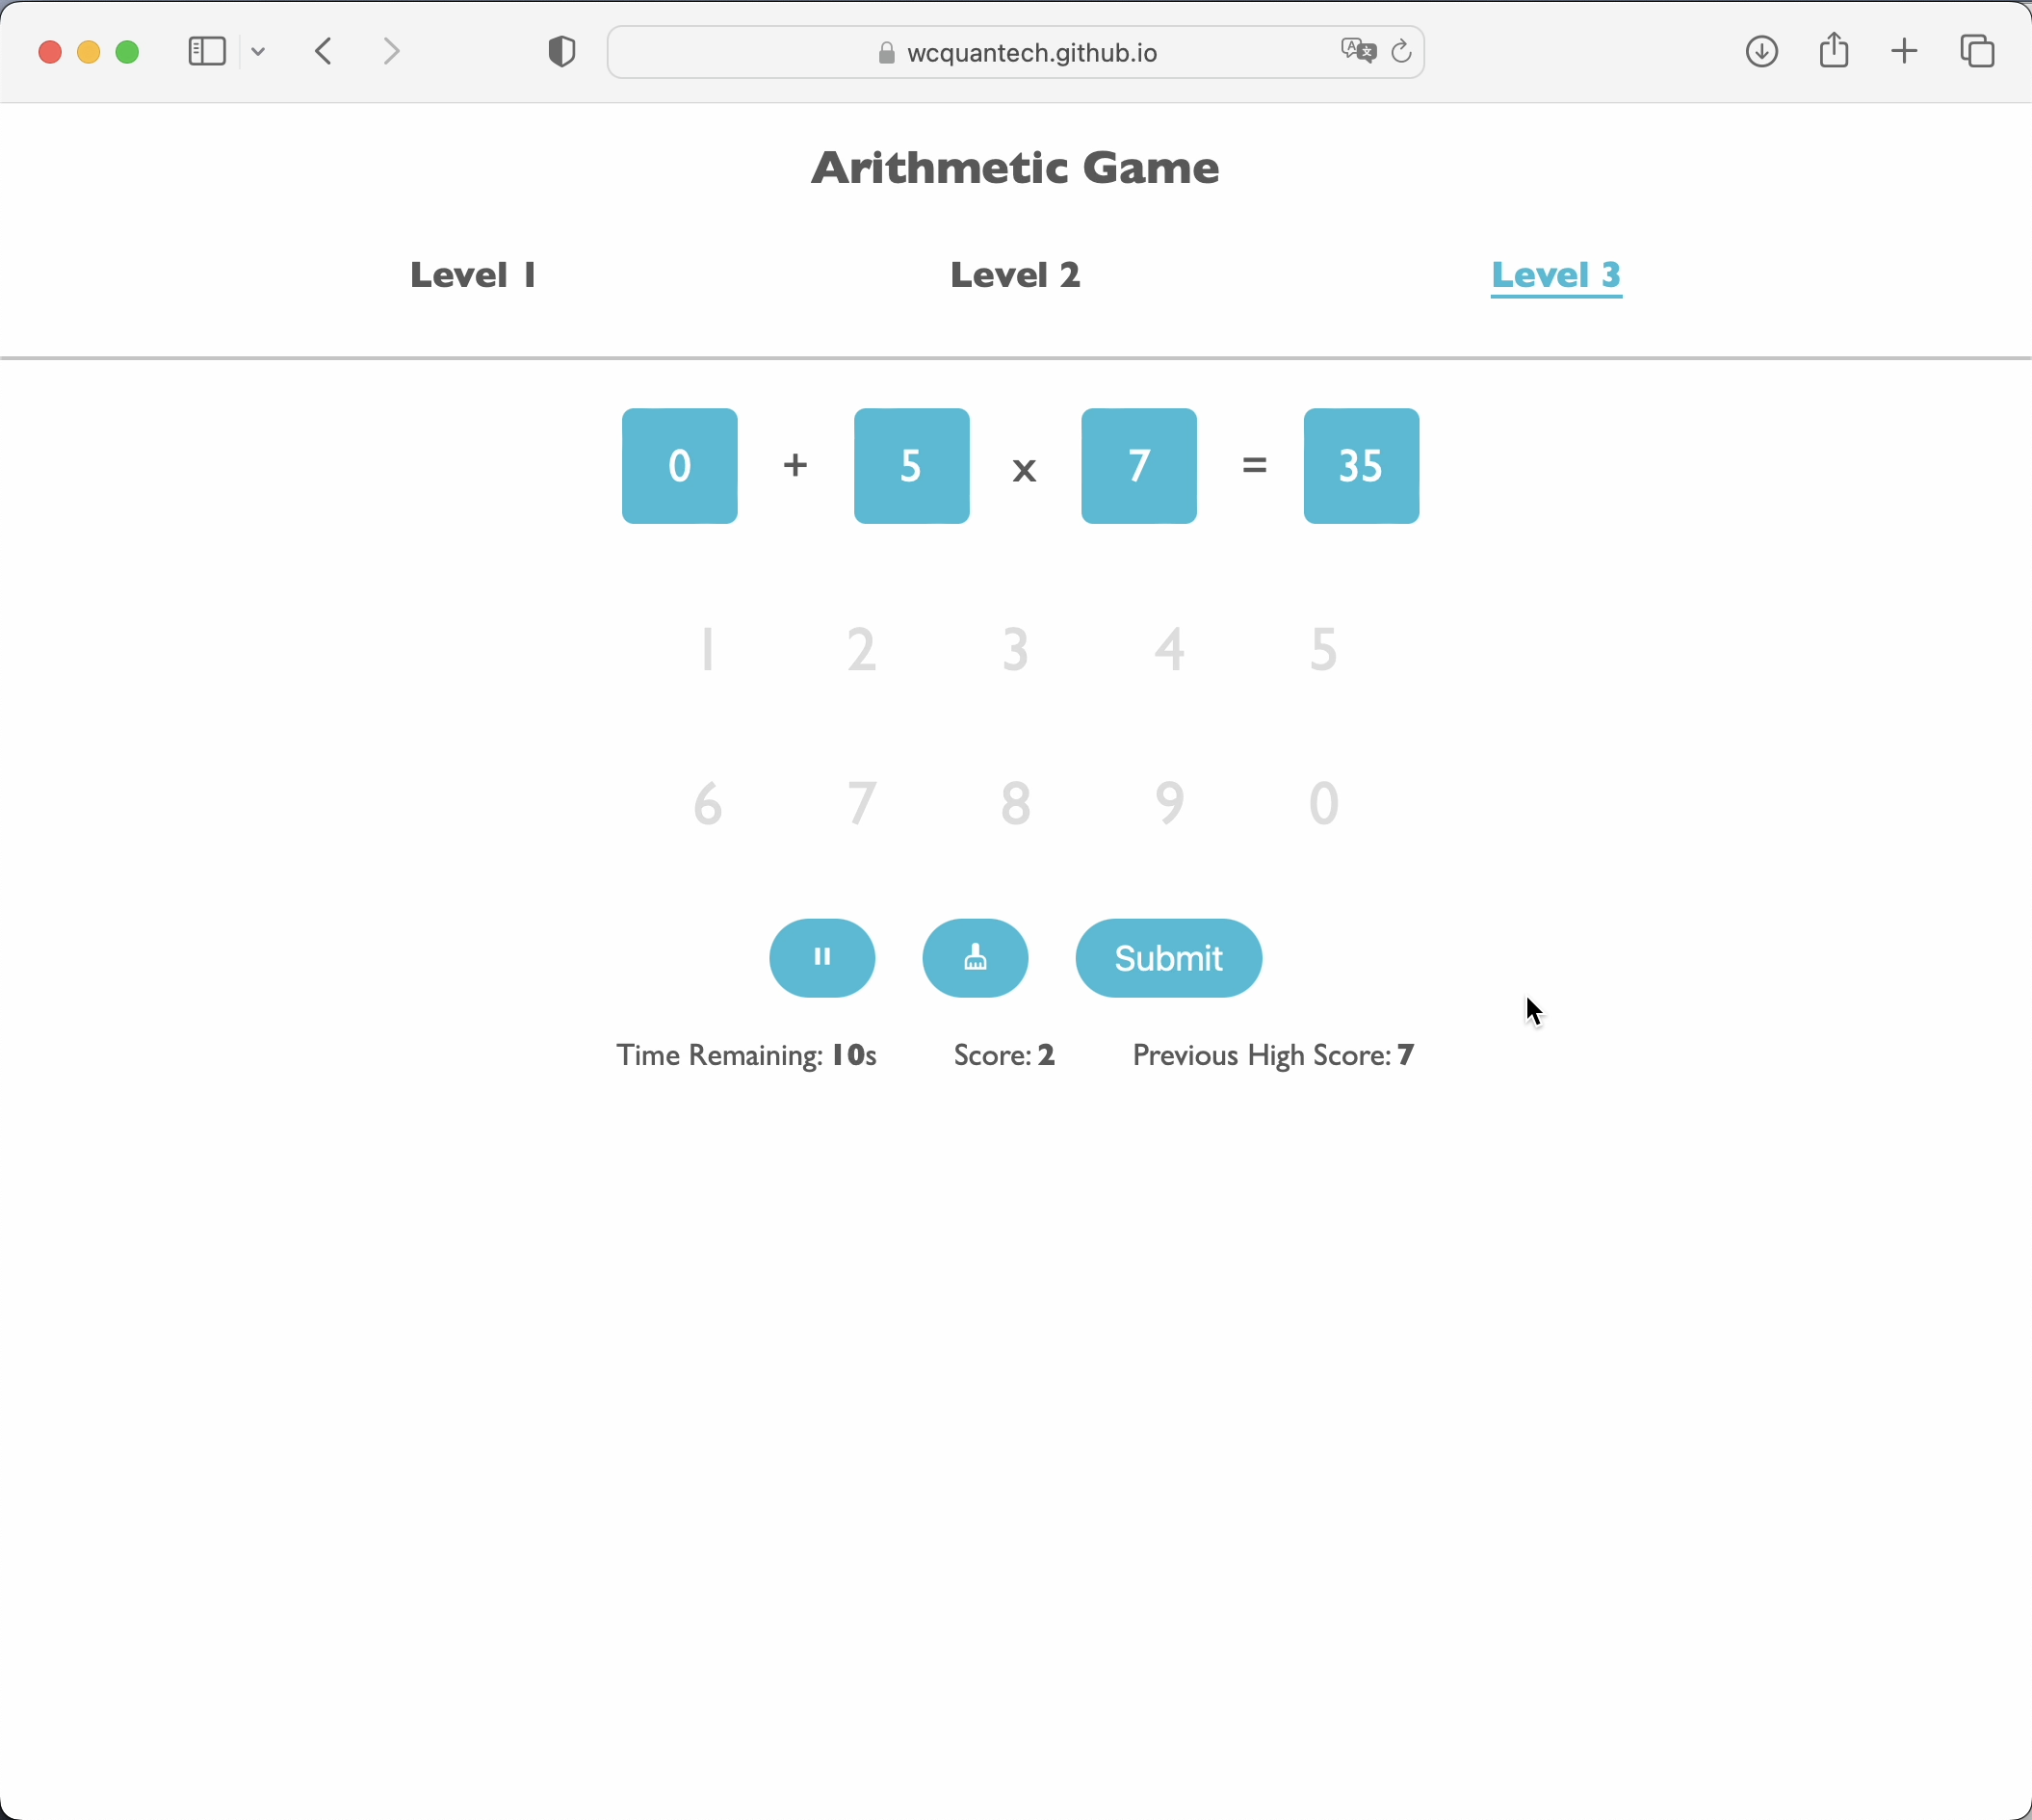 wcquantech.github.io
Arithmetic Game
Level 1 Level 2 Level 3
0 + 5 x 7 = 35
1 2 3 4 5
6 7 8 9 0
Submit
Time Remaining: 10s Score: 2 Previous High Score: 7